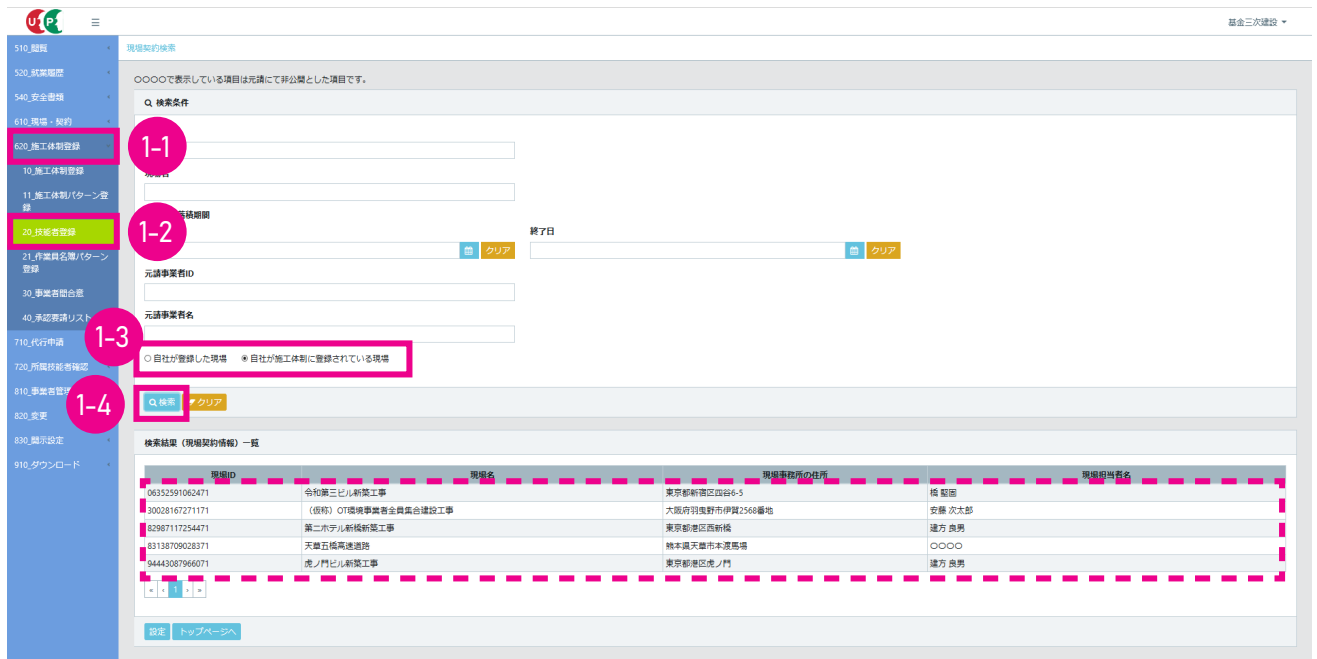 基金三次建設
510_閲覧
520_就業履歴
540_安全書類
610_現場・契約
620_施工体制登録
10_施工体制登録
11_施工体制パターン登
録
20_技能者登録
21_作業員名簿パターン
登録
30_事業者間合意
40_承認要請リスト
710_代行申請
720_所属技能者確認
810_事業者管理
820_変更
830_開示設定
910_ダウンロード
1-1
1-2
1-3
1-4
現場契約検索
〇〇〇〇で表示している項目は元請にて非公開とした項目です。
検索条件
現場名
蓄積期間
終了日
クリア
クリア
元請事業者ID
元請事業者名
自社が登録した現場 自社が施工体制に登録されている現場
検索 クリア
検索結果（現場契約情報）一覧
現場ID 現場名 現場事務所の住所 現場担当者名
06352591062471 令和第三ビル新築工事 東京都新宿区四谷6-5 橋 堅固
30028167271171 （仮称）OT環境事業者全員集合建設工事 大阪府羽曳野市伊賀2568番地 安藤 次太郎
82987117254471 第二ホテル新橋新築工事 東京都港区西新橋 建方 良男
83138709028371 天草五橋高速道路 熊本県天草市本渡馬場 〇〇〇〇
94443087966071 虎ノ門ビル新築工事 東京都港区虎ノ門 建方 良男
« ‹ 1 › »
設定 トップページへ